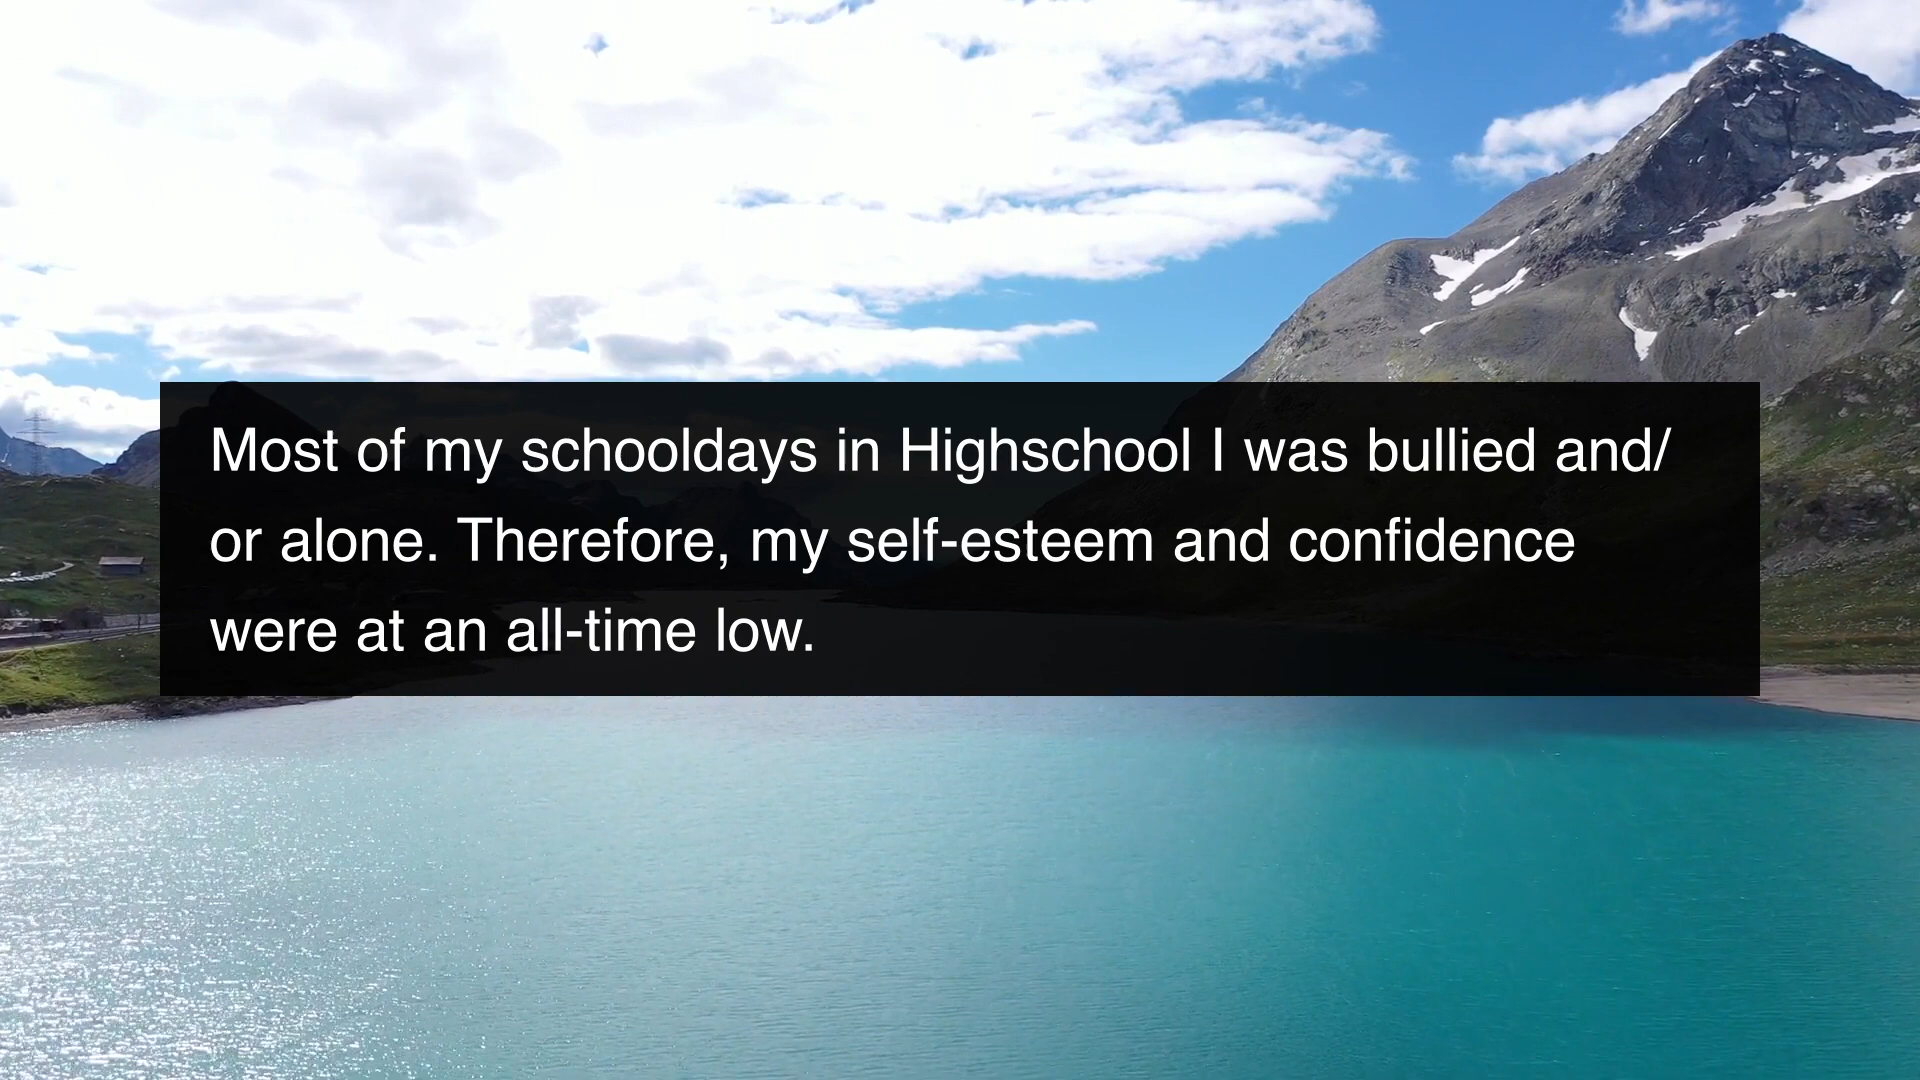 Most of my schooldays in Highschool I was bullied and/
or alone. Therefore, my self-esteem and confidence
were at an all-time low.